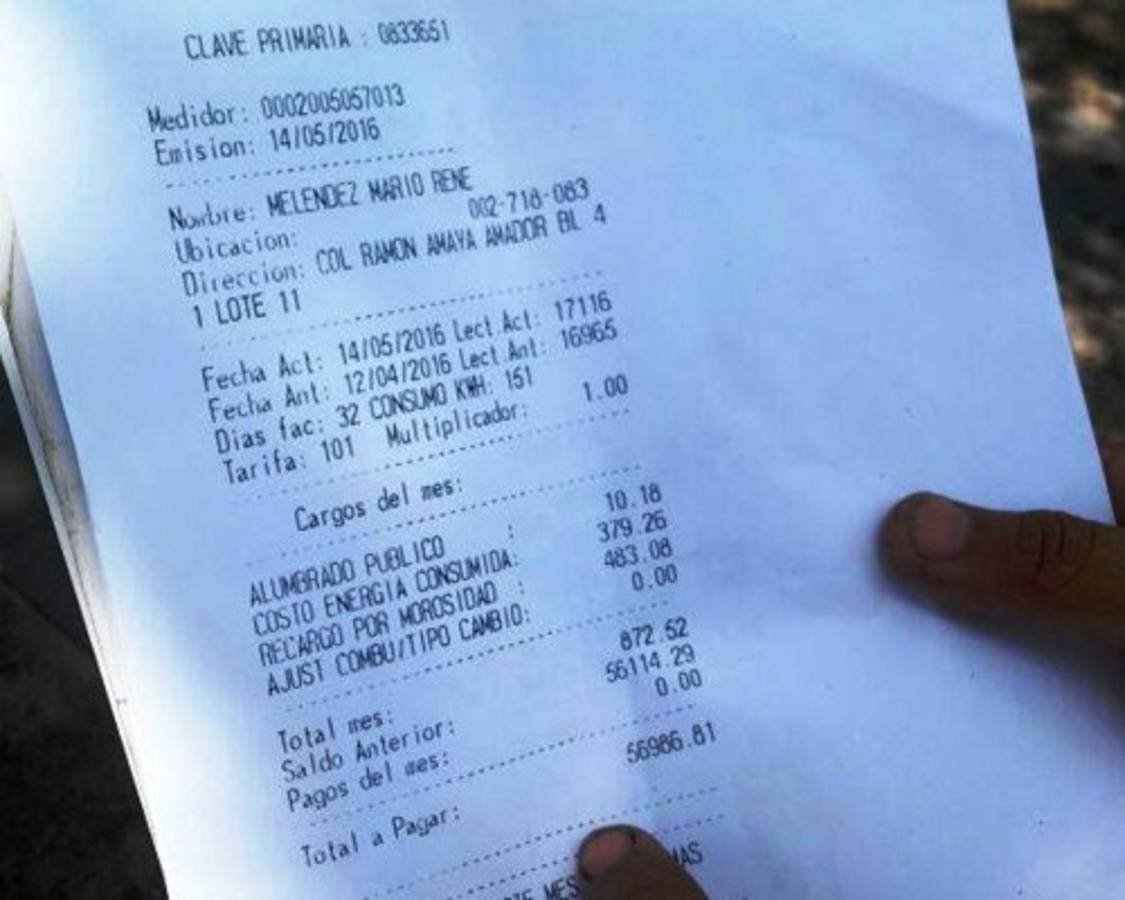 CLAVE PRIMARIA : 0833651
Medidor: 0002005057013
Emision: 14/05/2016
Nombre: MELENDEZ MARIO RENE
Ubicacion: 002-718-083
Direccion: COL RAMON AMAYA AMADOR BL 4
1 LOTE 11
Fecha Act: 14/05/2016 Lect.Act: 17116
Fecha Ant: 12/04/2016 Lect.Ant: 16965
Dias fac: 32 CONSUMO KWH: 151
Tarifa: 101 Multiplicador: 1.00
Cargos del mes:
ALUMBRADO PUBLICO : 10.18
COSTO ENERGIA CONSUMIDA: 379.26
RECARGO POR MOROSIDAD : 483.08
AJUST COMBU/TIPO CAMBIO: 0.00
Total mes: 872.52
Saldo Anterior: 56114.29
Pagos del mes: 0.00
Total a Pagar: 56986.81
MES